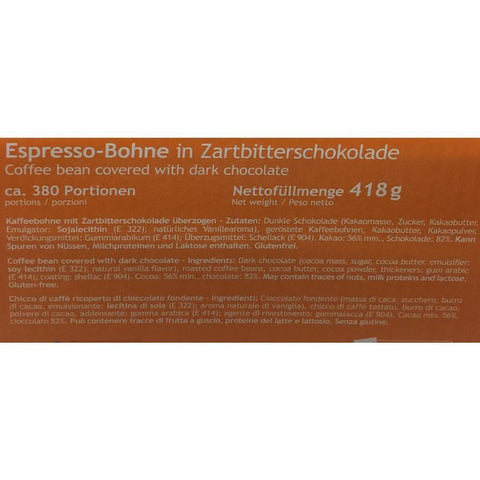 Espresso-Bohne in Zartbitterschokolade
Coffee bean covered with dark chocolate
ca. 380 Portionen Nettofüllmenge 418 g
portions / porzioni Net weight / Peso netto
Kaffeebohne mit Zartbitterschokolade überzogen - Zutaten: Dunkle Schokolade (Kakaomasse, Zucker, Kakaobutter,
Emulgator: Sojalecithin (E 322); natürliches Vanillearoma), geröstete Kaffeebohnen, Kakaobutter, Kakaopulver,
Verdickungsmittel: Gummiarabikum (E 414); Überzugsmittel: Schellack (E 904). Kakao: 56% min., Schokolade: 82%. Kann
Spuren von Nüssen, Milchproteinen und Laktose enthalten. Glutenfrei.
Coffee bean covered with dark chocolate - Ingredients: Dark chocolate (cocoa mass, sugar, cocoa butter, emulsifier:
soy lecithin (E 322); natural vanilla flavor), roasted coffee beans, cocoa butter, cocoa powder, thickeners: gum arabic
(E 414); coating: shellac (E 904). Cocoa: 56% min., chocolate: 82%. May contain traces of nuts, milk proteins and lactose.
Gluten-free.
Chicco di caffè ricoperto di cioccolato fondente - Ingredienti: Cioccolato fondente (massa di caca, zucchero, burro
di cacao, emulsionante: lecitina di soia (E 322); aroma naturale di vaniglia), chicco di caffè tostato, burro di cacao,
polvere di cacao, addensante: gomma arabica (E 414); agente di rivestimento: gommalacca (E 904). Cacao min. 56%,
cioccolato 82%. Può contenere tracce di frutta a guscio, proteine del latte e lattosio. Senza glutine.